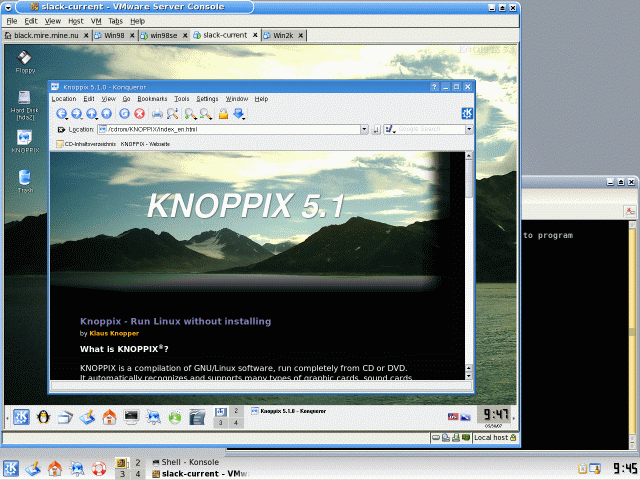 slack-current - VMware Server Console
File Edit View Host VM Tabs Help
black.mire.mine.nu Win98 win98se slack-current Win2k
Floppy
Hard Disk
[hda2]
KNOPPIX
Trash
Knoppix 5.1.0 - Konqueror
Location Edit View Go Bookmarks Tools Settings Window Help
Location: /cdrom/KNOPPIX/index_en.html
Google Search
CD-Inhaltsverzeichnis KNOPPIX - Webseite
KNOPPIX 5.1
to program
Knoppix - Run Linux without installing
by Klaus Knopper
What is KNOPPIX®?
KNOPPIX is a compilation of GNU/Linux software, run completely from CD or DVD.
It automatically recognizes and supports many types of graphic cards, sound cards,
2
3 4
Knoppix 5.1.0 - Konqueror
9:47
Local host
2
3 4
Shell - Konsole
slack-current - VMw
9:45